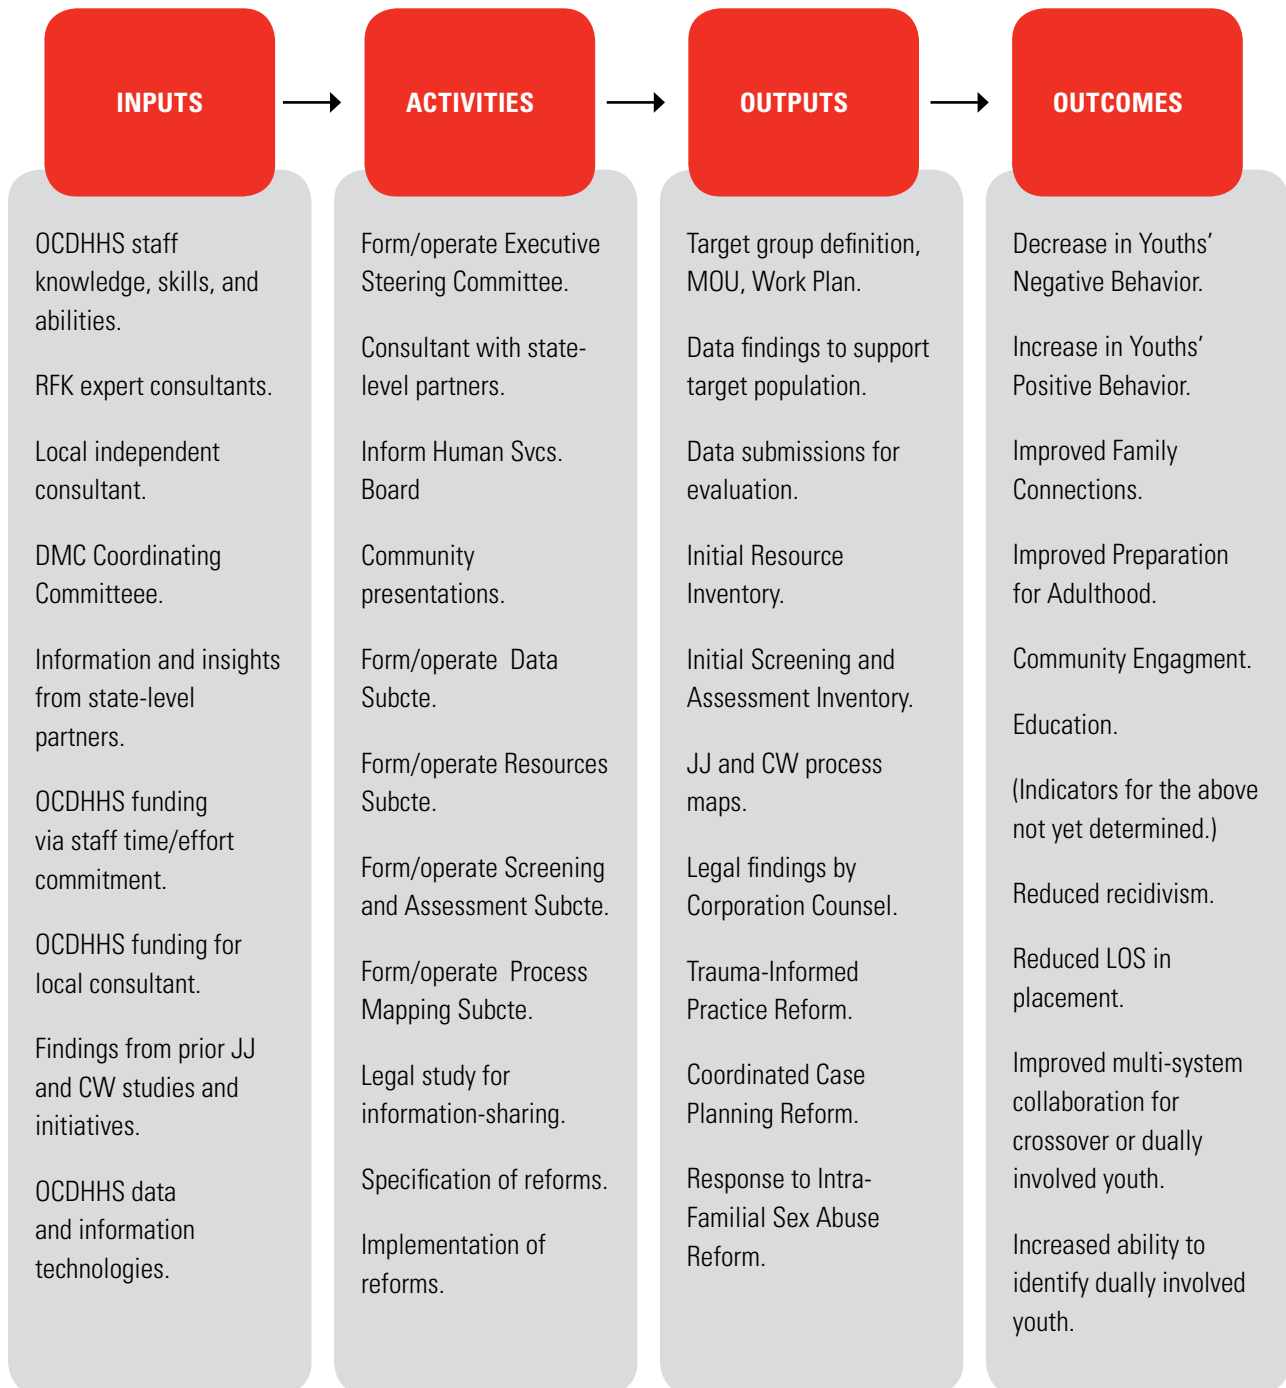 INPUTS
ACTIVITIES
OUTPUTS
OUTCOMES
OCDHHS staff
knowledge, skills, and
abilities.
RFK expert consultants.
Local independent
consultant.
DMC Coordinating
Committeee.
Information and insights
from state-level
partners.
OCDHHS funding
via staff time/effort
commitment.
OCDHHS funding for
local consultant.
Findings from prior JJ
and CW studies and
initiatives.
OCDHHS data
and information
technologies.
Form/operate Executive
Steering Committee.
Consultant with state-
level partners.
Inform Human Svcs.
Board
Community
presentations.
Form/operate Data
Subcte.
Form/operate Resources
Subcte.
Form/operate Screening
and Assessment Subcte.
Form/operate Process
Mapping Subcte.
Legal study for
information-sharing.
Specification of reforms.
Implementation of
reforms.
Target group definition,
MOU, Work Plan.
Data findings to support
target population.
Data submissions for
evaluation.
Initial Resource
Inventory.
Initial Screening and
Assessment Inventory.
JJ and CW process
maps.
Legal findings by
Corporation Counsel.
Trauma-Informed
Practice Reform.
Coordinated Case
Planning Reform.
Response to Intra-
Familial Sex Abuse
Reform.
Decrease in Youths'
Negative Behavior.
Increase in Youths'
Positive Behavior.
Improved Family
Connections.
Improved Preparation
for Adulthood.
Community Engagment.
Education.
(Indicators for the above
not yet determined.)
Reduced recidivism.
Reduced LOS in
placement.
Improved multi-system
collaboration for
crossover or dually
involved youth.
Increased ability to
identify dually involved
youth.